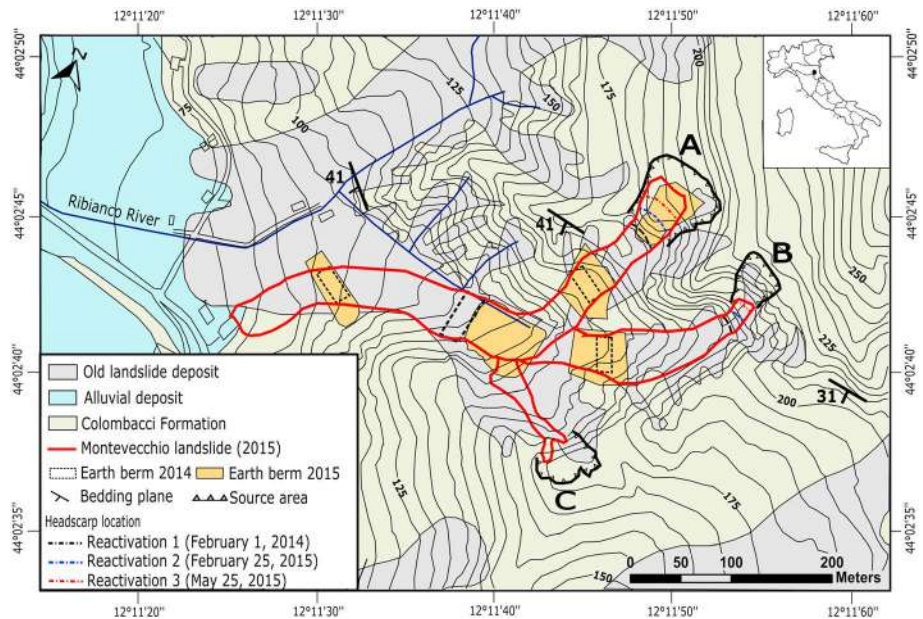 12°11'20" 12°11'30" 12°11'40" 12°11'50" 12°11'60"
44°02'50" 44°02'50"
N
200
175
125
150
75
100
A
41
44°02'45" 44°02'45"
Ribianco River
41
B
250
225
44°02'40" 44°02'40"
31
200
C
125
175
150
44°02'35" 44°02'35"
Old landslide deposit
Alluvial deposit
Colombacci Formation
Montevecchio landslide (2015)
Earth berm 2014 Earth berm 2015
Bedding plane Source area
Headscarp location
Reactivation 1 (February 1, 2014)
Reactivation 2 (February 25, 2015)
Reactivation 3 (May 25, 2015)
0 50 100 200
Meters
12°11'20" 12°11'30" 12°11'40" 12°11'50" 12°11'60"